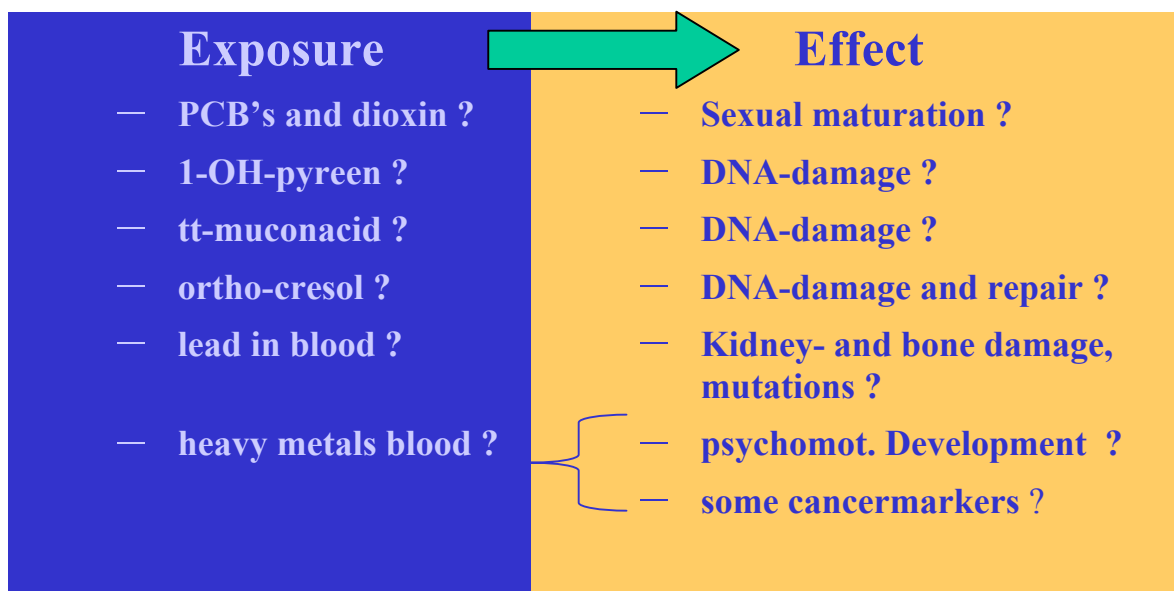 Exposure
— PCB’s and dioxin ?
— 1-OH-pyreen ?
— tt-muconacid ?
— ortho-cresol ?
— lead in blood ?
— heavy metals blood ?
Effect
— Sexual maturation ?
— DNA-damage ?
— DNA-damage ?
— DNA-damage and repair ?
— Kidney- and bone damage,
mutations ?
— psychomot. Development ?
— some cancermarkers ?